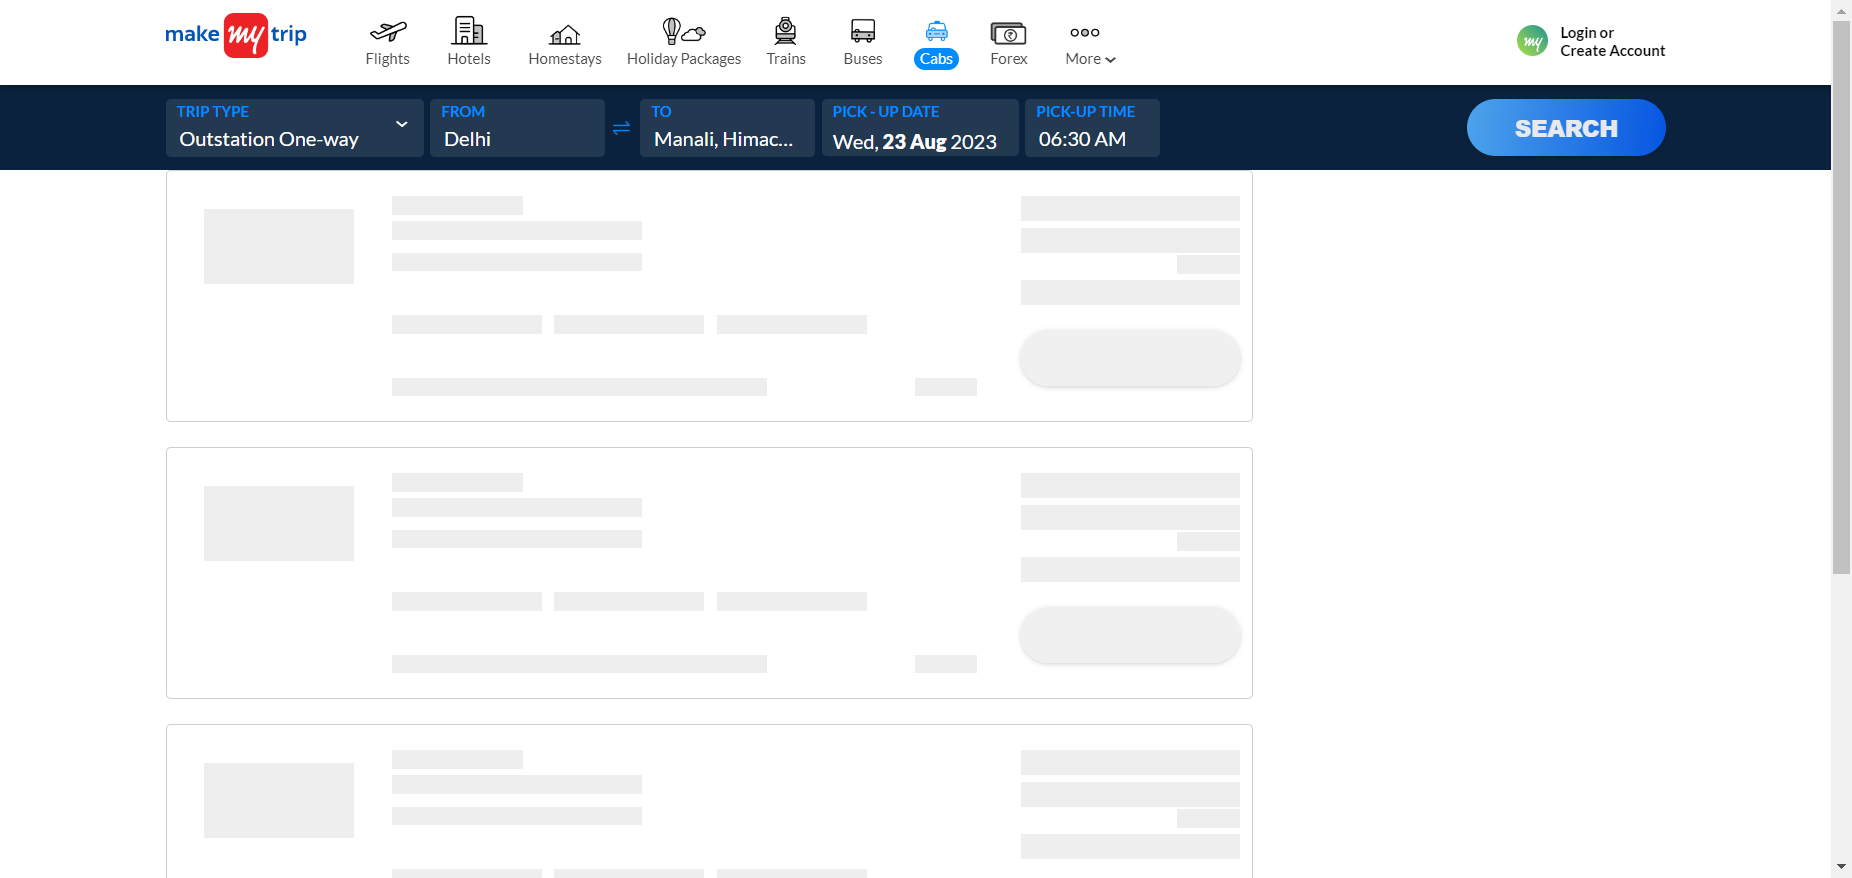 make my trip
Flights
Hotels
Homestays
Holiday Packages
Trains
Buses
Cabs
Forex
More
my
Login or
Create Account
TRIP TYPE
Outstation One-way
FROM
Delhi
TO
Manali, Himac...
PICK - UP DATE
Wed, 23 Aug 2023
PICK-UP TIME
06:30 AM
SEARCH